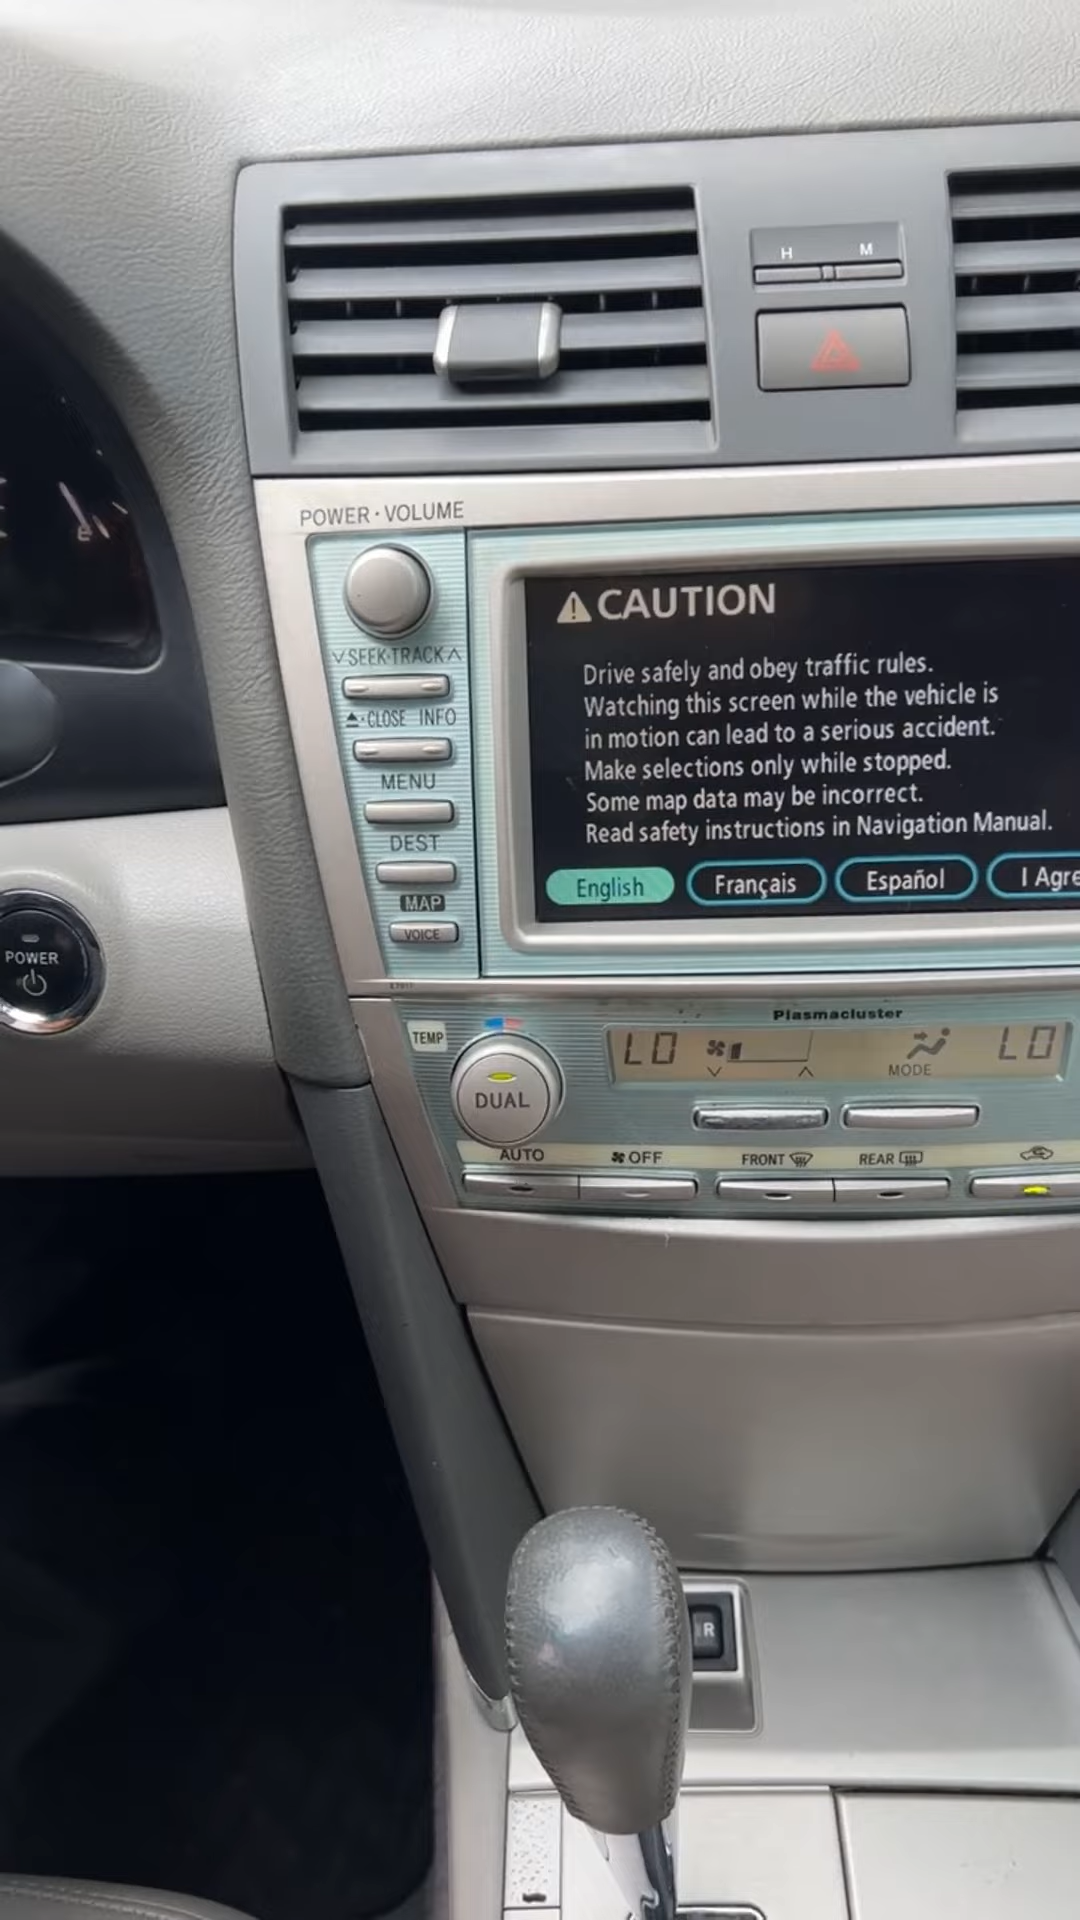 H M
POWER·VOLUME
SEEK·TRACK
CLOSE INFO
MENU
DEST
MAP
VOICE
CAUTION
Drive safely and obey traffic rules.
Watching this screen while the vehicle is
in motion can lead to a serious accident.
Make selections only while stopped.
Some map data may be incorrect.
Read safety instructions in Navigation Manual.
English Français Español I Agre
POWER
Plasmacluster
TEMP
LO LO
MODE
DUAL
AUTO OFF FRONT REAR
R